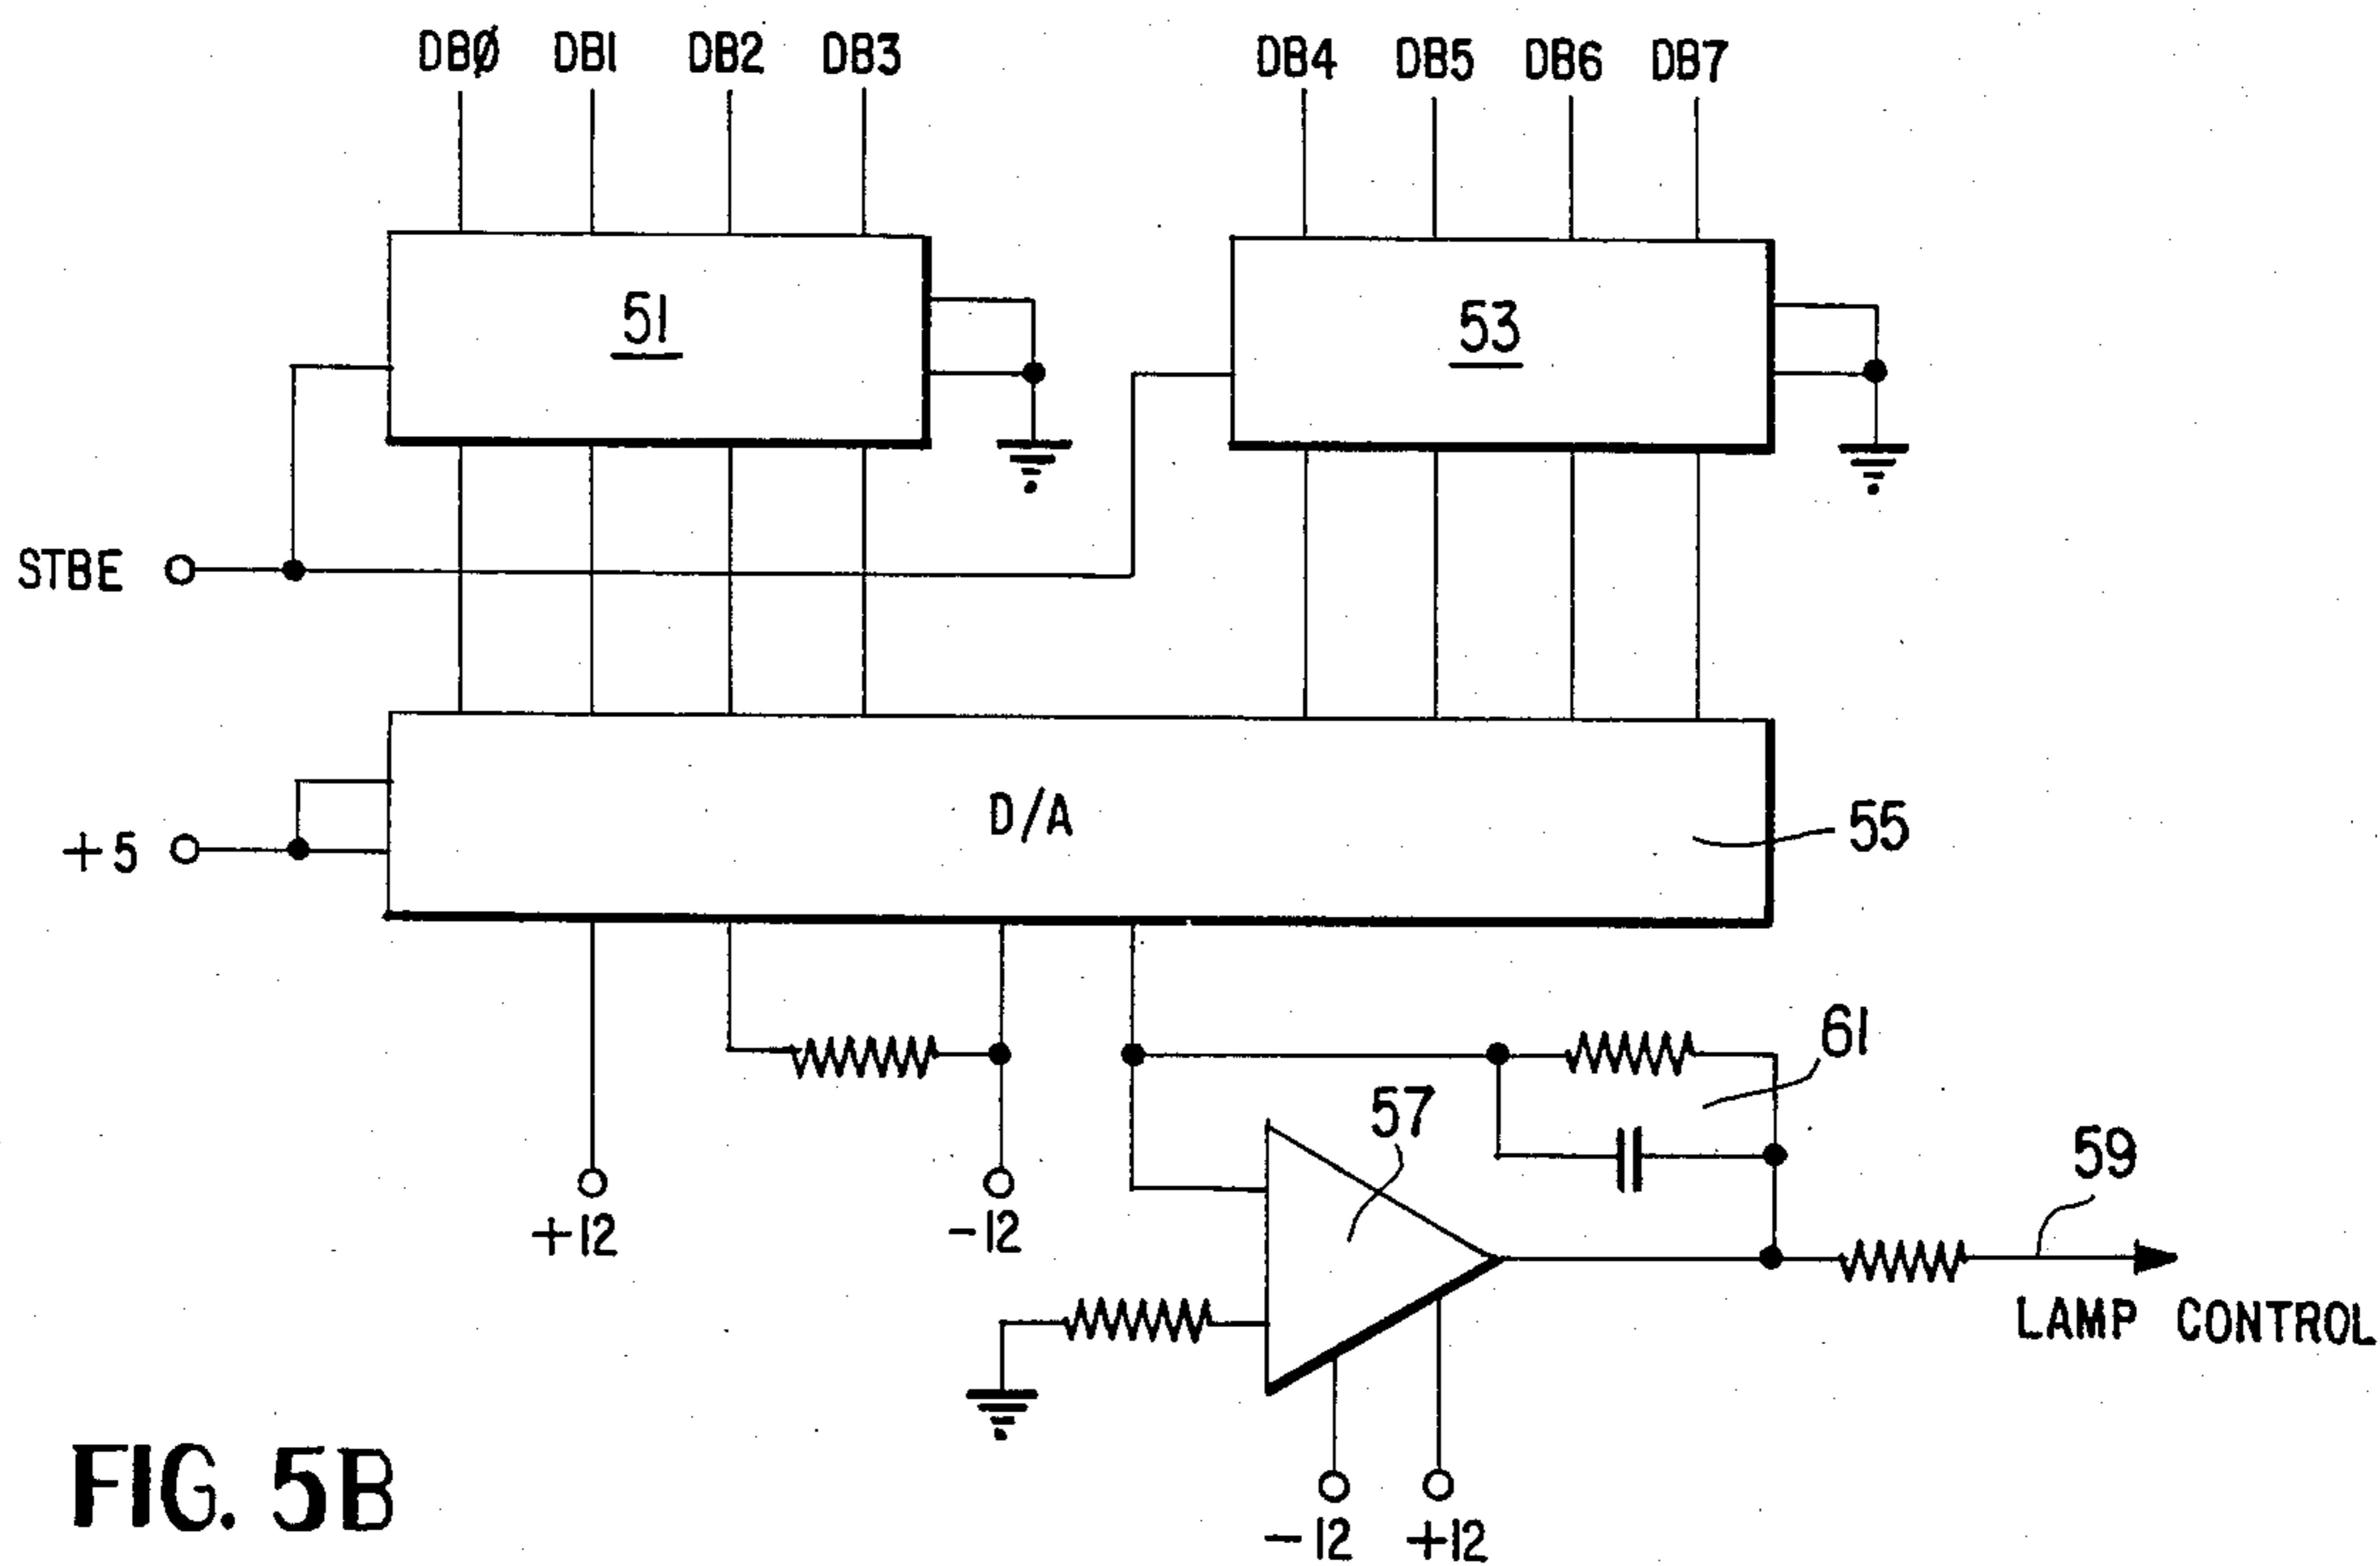 DBØ DB1 DB2 DB3 DB4 DB5 DB6 DB7
51 53
STBE
D/A
+5 55
61
57 59
+12 -12
LAMP CONTROL
-12 +12
FIG. 5B